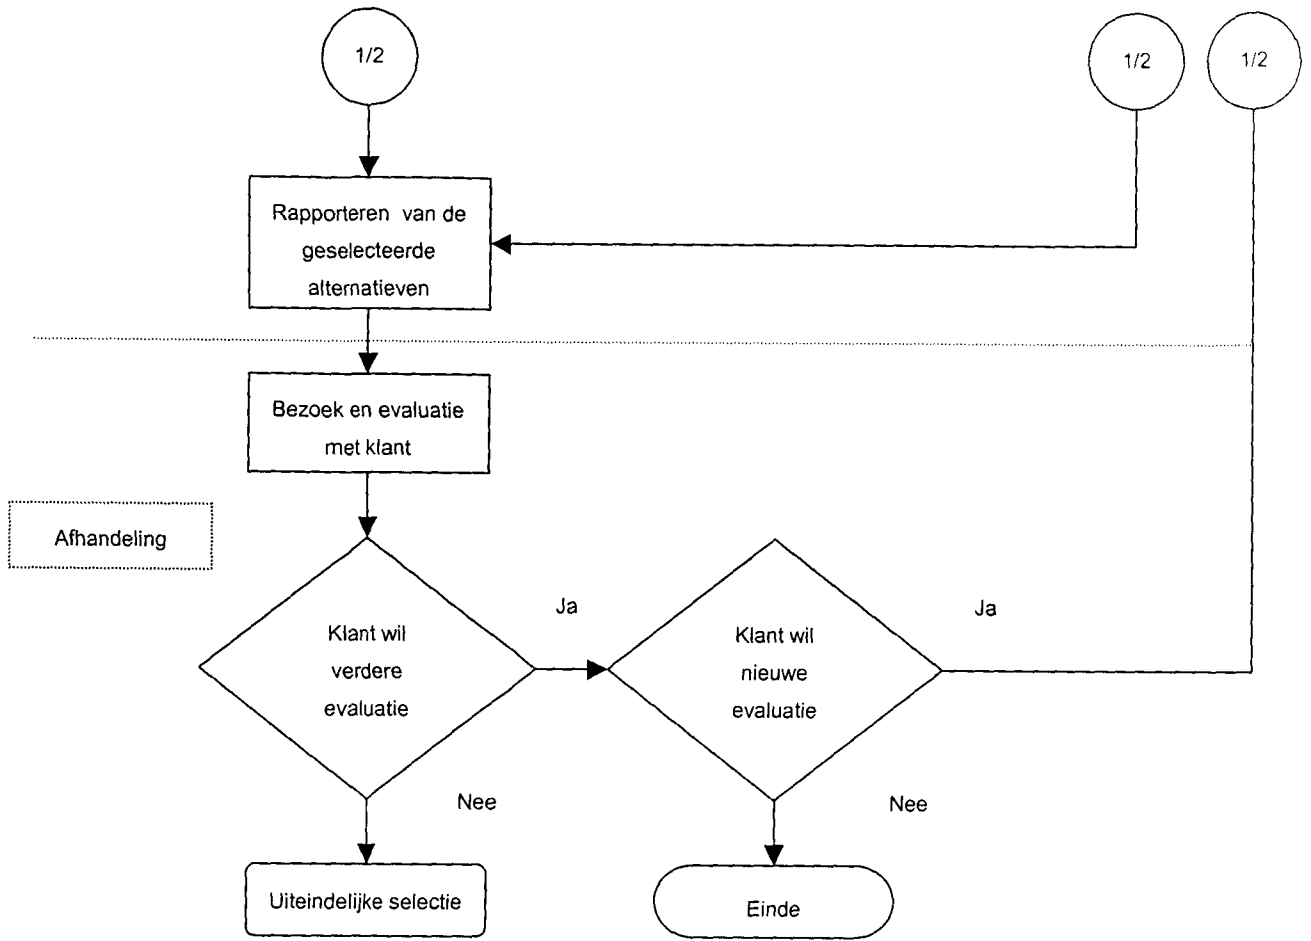 1/2
1/2
1/2
Rapporteren van de
geselecteerde
alternatieven
Bezoek en evaluatie
met klant
Afhandeling
Klant wil
verdere
evaluatie
Ja
Klant wil
nieuwe
evaluatie
Ja
Nee
Nee
Uiteindelijke selectie
Einde